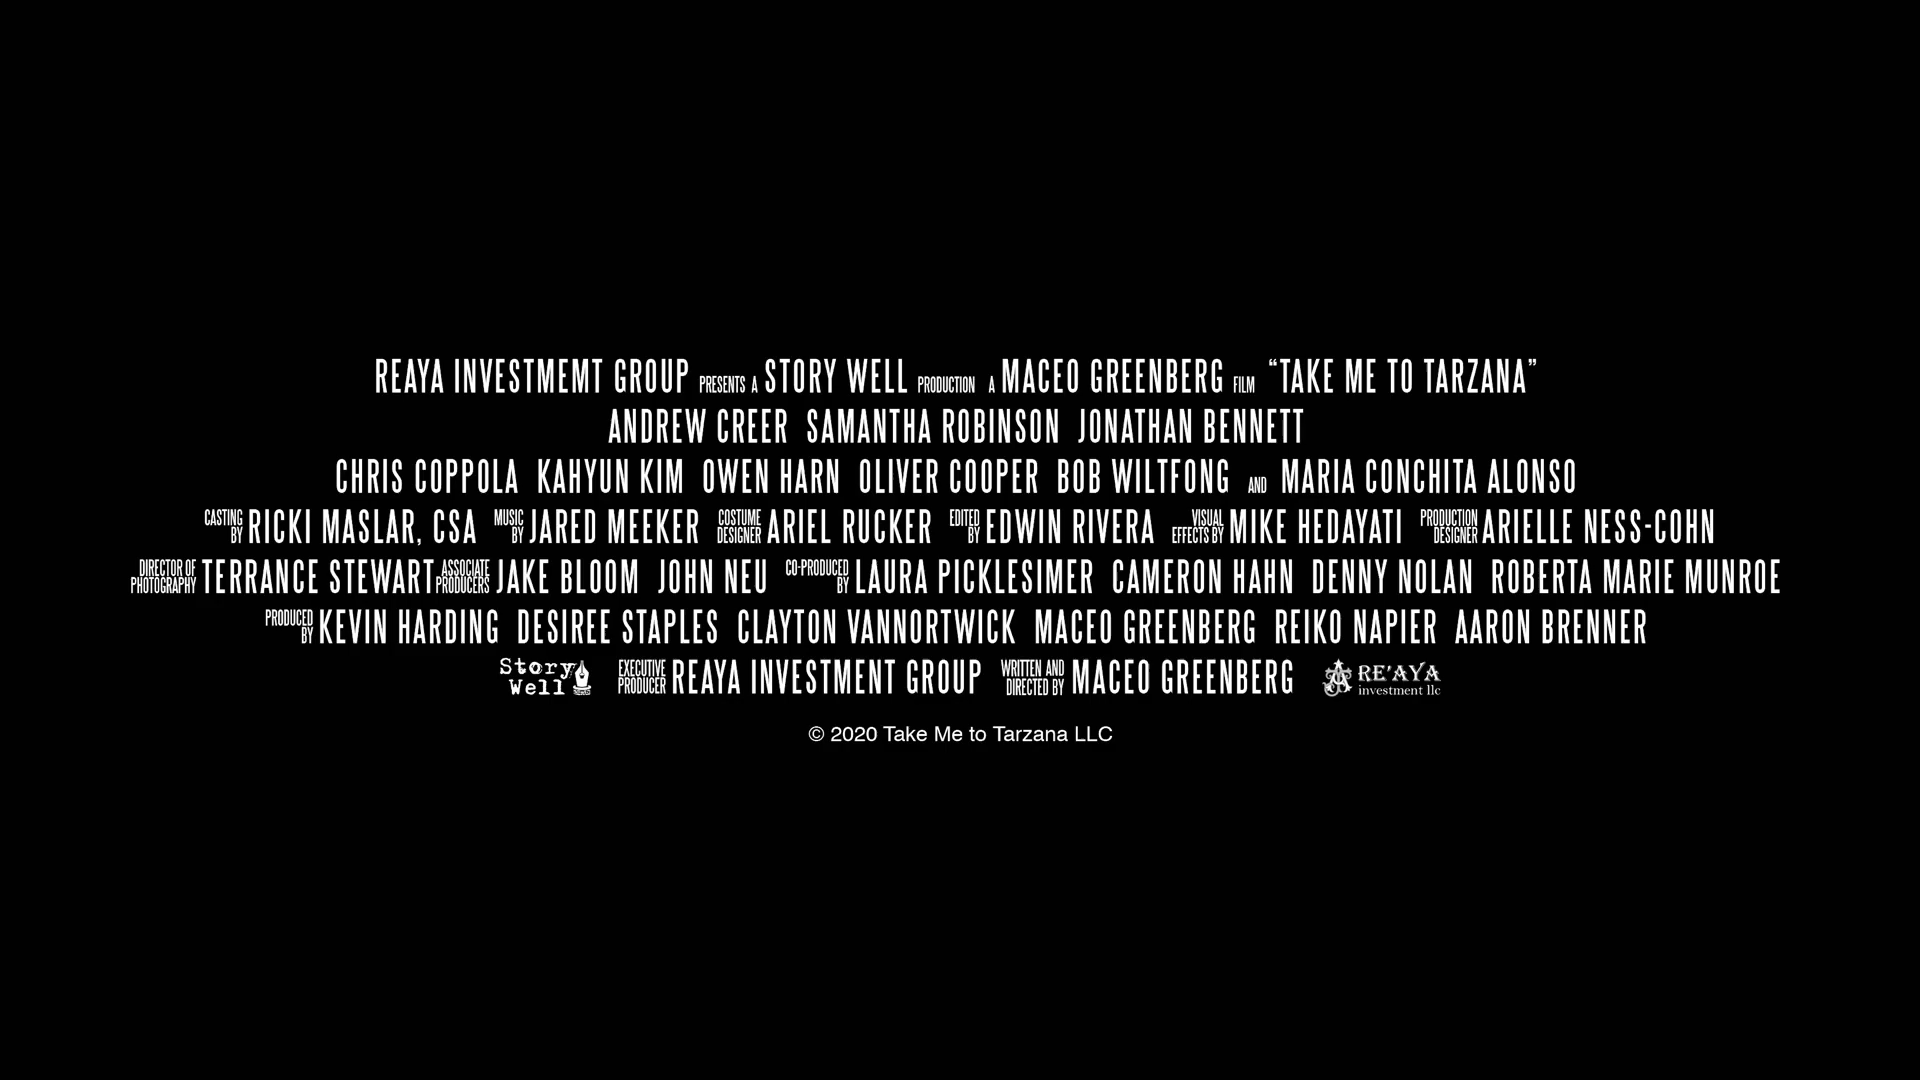 REAYA INVESTMEMT GROUP PRESENTS A STORY WELL PRODUCTION A MACEO GREENBERG FILM “TAKE ME TO TARZANA”
ANDREW CREER SAMANTHA ROBINSON JONATHAN BENNETT
CHRIS COPPOLA KAHYUN KIM OWEN HARN OLIVER COOPER BOB WILTFONG AND MARIA CONCHITA ALONSO
CASTING BY RICKI MASLAR, CSA MUSIC BY JARED MEEKER COSTUME DESIGNER ARIEL RUCKER EDITED BY EDWIN RIVERA VISUAL EFFECTS BY MIKE HEDAYATI PRODUCTION DESIGNER ARIELLE NESS-COHN
DIRECTOR OF PHOTOGRAPHY TERRANCE STEWART ASSOCIATE PRODUCERS JAKE BLOOM JOHN NEU CO-PRODUCED BY LAURA PICKLESIMER CAMERON HAHN DENNY NOLAN ROBERTA MARIE MUNROE
PRODUCED BY KEVIN HARDING DESIREE STAPLES CLAYTON VANNORTWICK MACEO GREENBERG REIKO NAPIER AARON BRENNER
Story Well EXECUTIVE PRODUCER REAYA INVESTMENT GROUP WRITTEN AND DIRECTED BY MACEO GREENBERG RE'AYA investment llc
© 2020 Take Me to Tarzana LLC